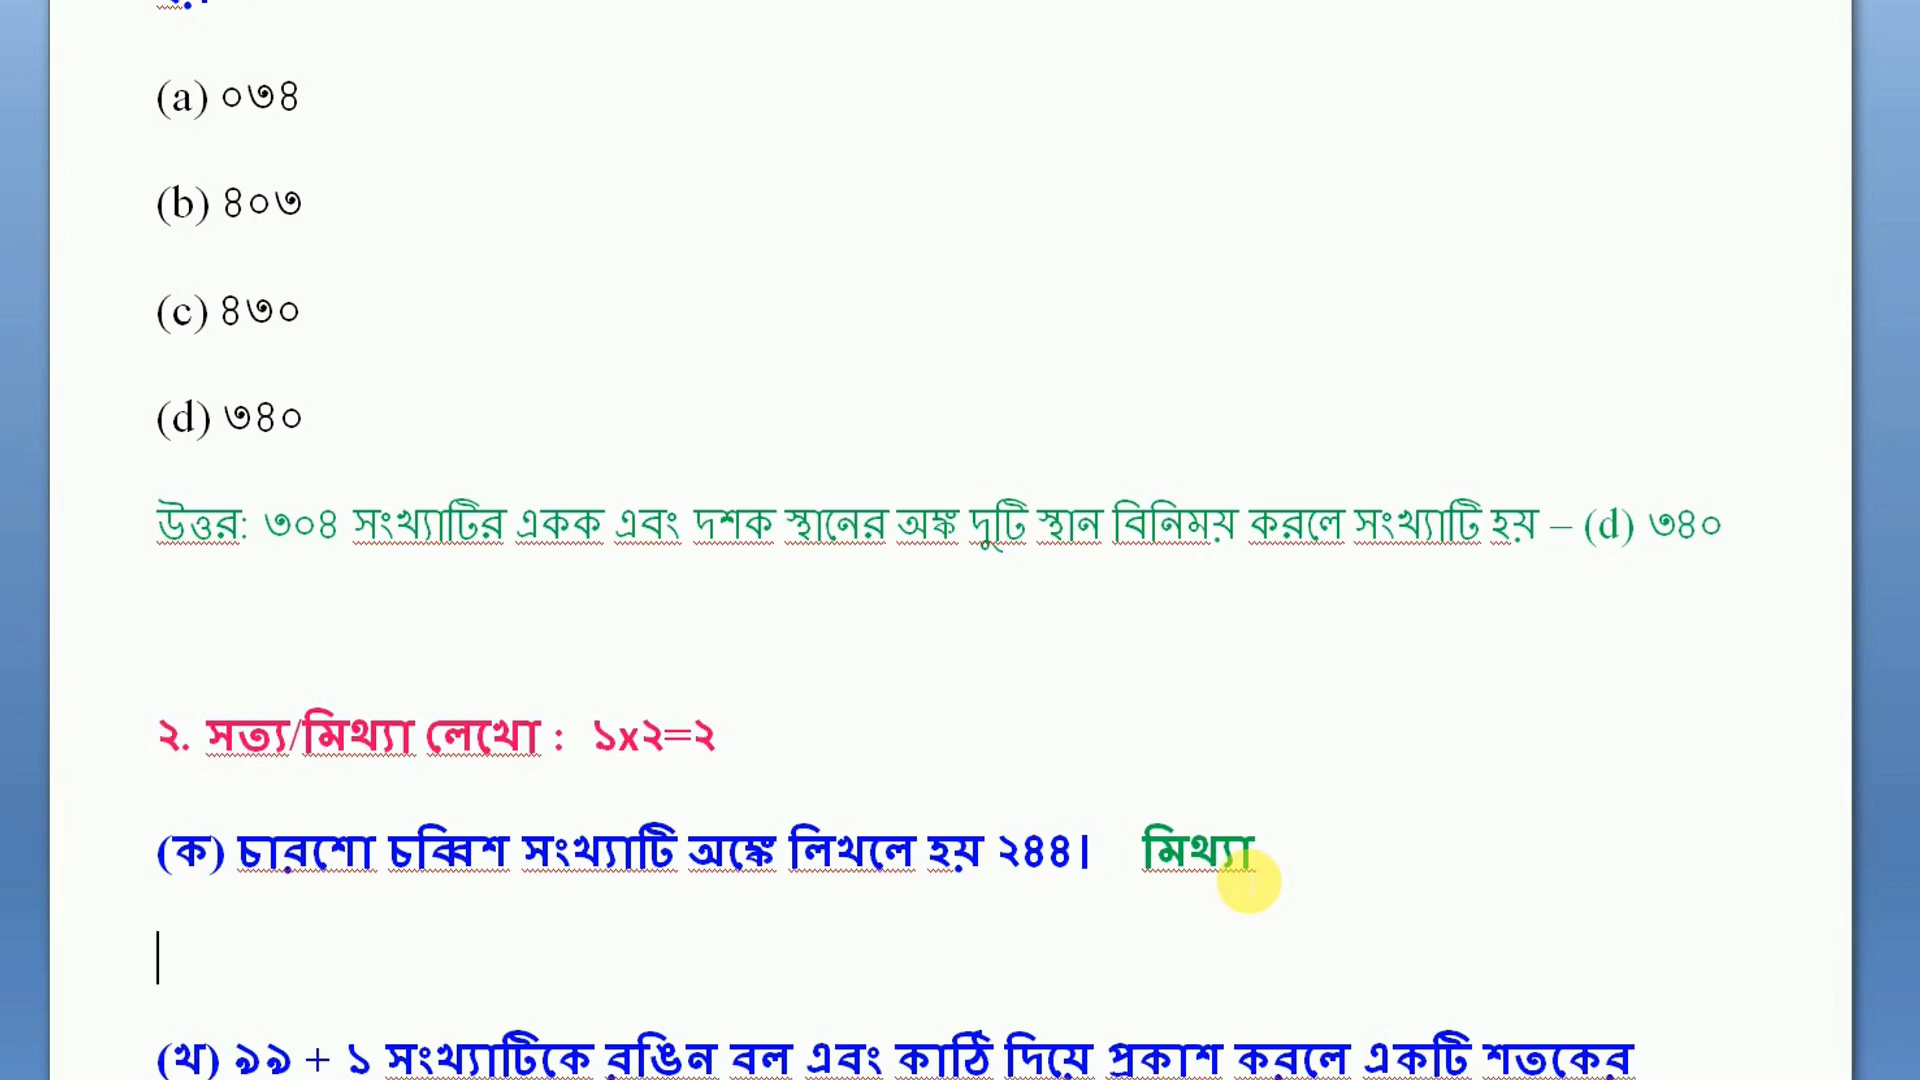 (a) ০৩৪
(b) ৪০৩
(c) ৪৩০
(d) ৩৪০
উত্তর: ৩০৪ সংখ্যাটির একক এবং দশক স্থানের অঙ্ক দুটি স্থান বিনিময় করলে সংখ্যাটি হয় – (d) ৩৪০
২. সত্য/মিথ্যা লেখো : ১x২=২
(ক) চারশো চব্বিশ সংখ্যাটি অঙ্কে লিখলে হয় ২৪৪। মিথ্যা
(খ) ৯৯ + ১ সংখ্যাটিকে রঙিন বল এবং কাঠি দিয়ে প্রকাশ করলে একটি শতকের